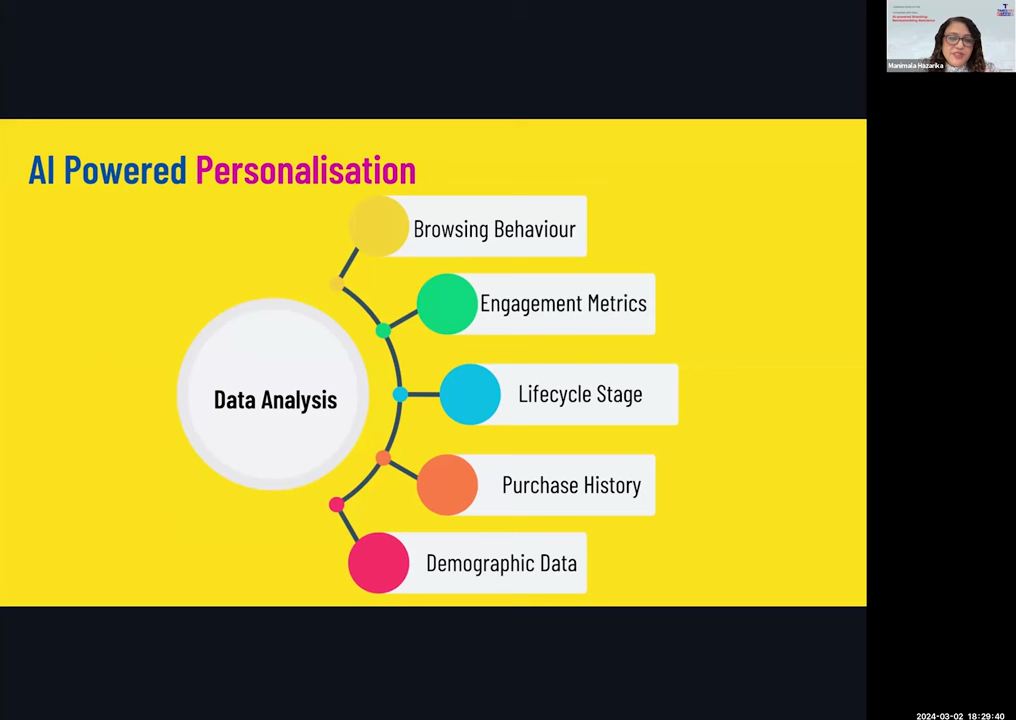 AI Powered Personalisation
Browsing Behaviour
Engagement Metrics
Lifecycle Stage
Data Analysis
Purchase History
Demographic Data
Manimala Hazarika
2024-03-02 18:29:40